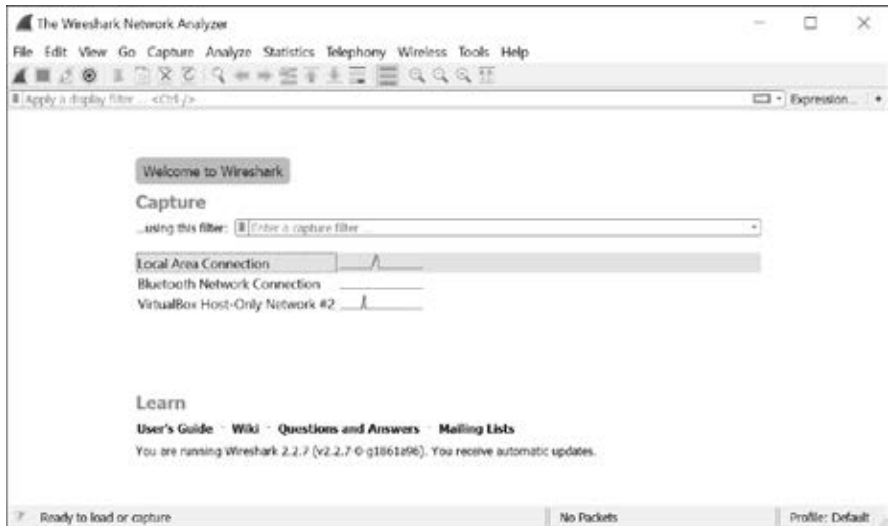 The Wireshark Network Analyzer
File Edit View Go Capture Analyze Statistics Telephony Wireless Tools Help
Apply a display filter ... <Ctrl-/>
Expression...
+
Welcome to Wireshark
Capture
...using this filter: Enter a capture filter ...
Local Area Connection
Bluetooth Network Connection
VirtualBox Host-Only Network #2
Learn
User's Guide · Wiki · Questions and Answers · Mailing Lists
You are running Wireshark 2.2.7 (v2.2.7-0-g1861a96). You receive automatic updates.
Ready to load or capture
No Packets
Profile: Default